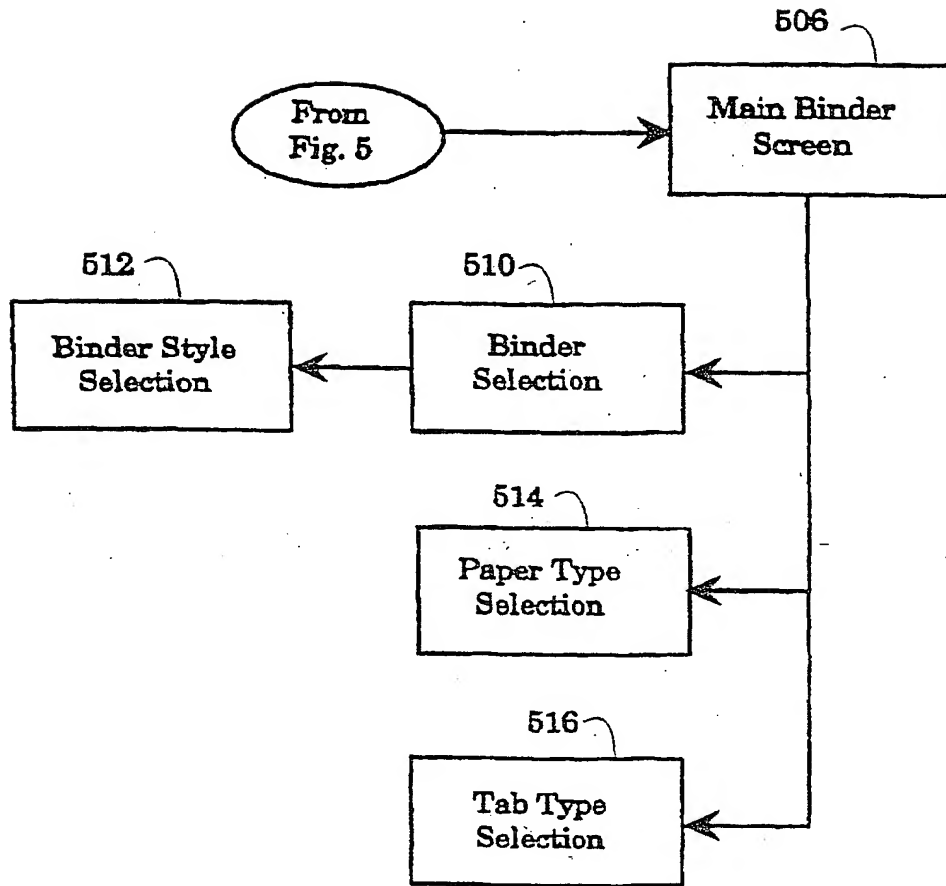 506
From
Fig. 5
Main Binder
Screen
512
510
Binder Style
Selection
Binder
Selection
514
Paper Type
Selection
516
Tab Type
Selection